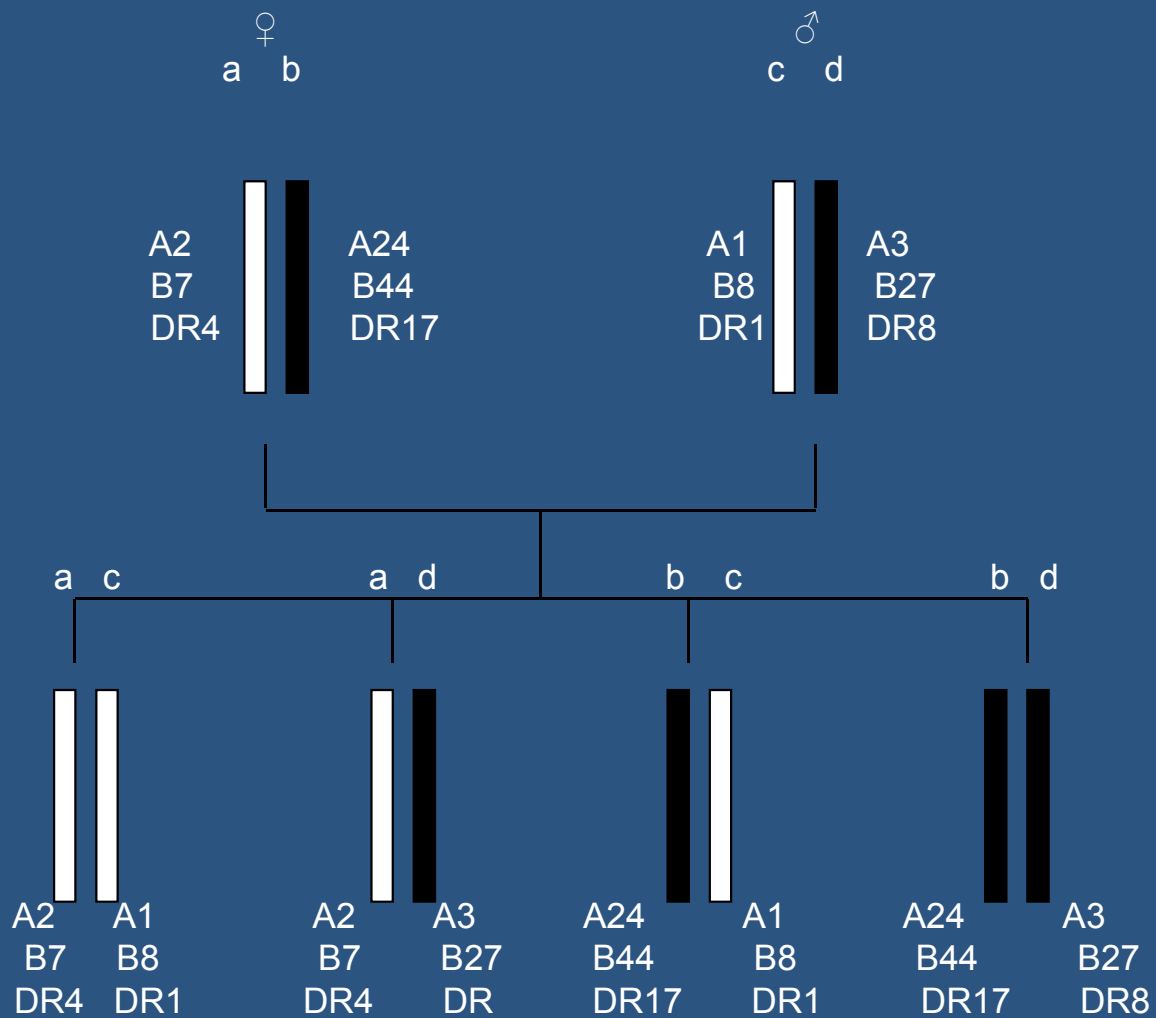 ♀ ♂
a b c d
A2 A24 A1 A3
B7 B44 B8 B27
DR4 DR17 DR1 DR8
a c a d b c b d
A2 A1 A2 A3 A24 A1 A24 A3
B7 B8 B7 B27 B44 B8 B44 B27
DR4 DR1 DR4 DR DR17 DR1 DR17 DR8